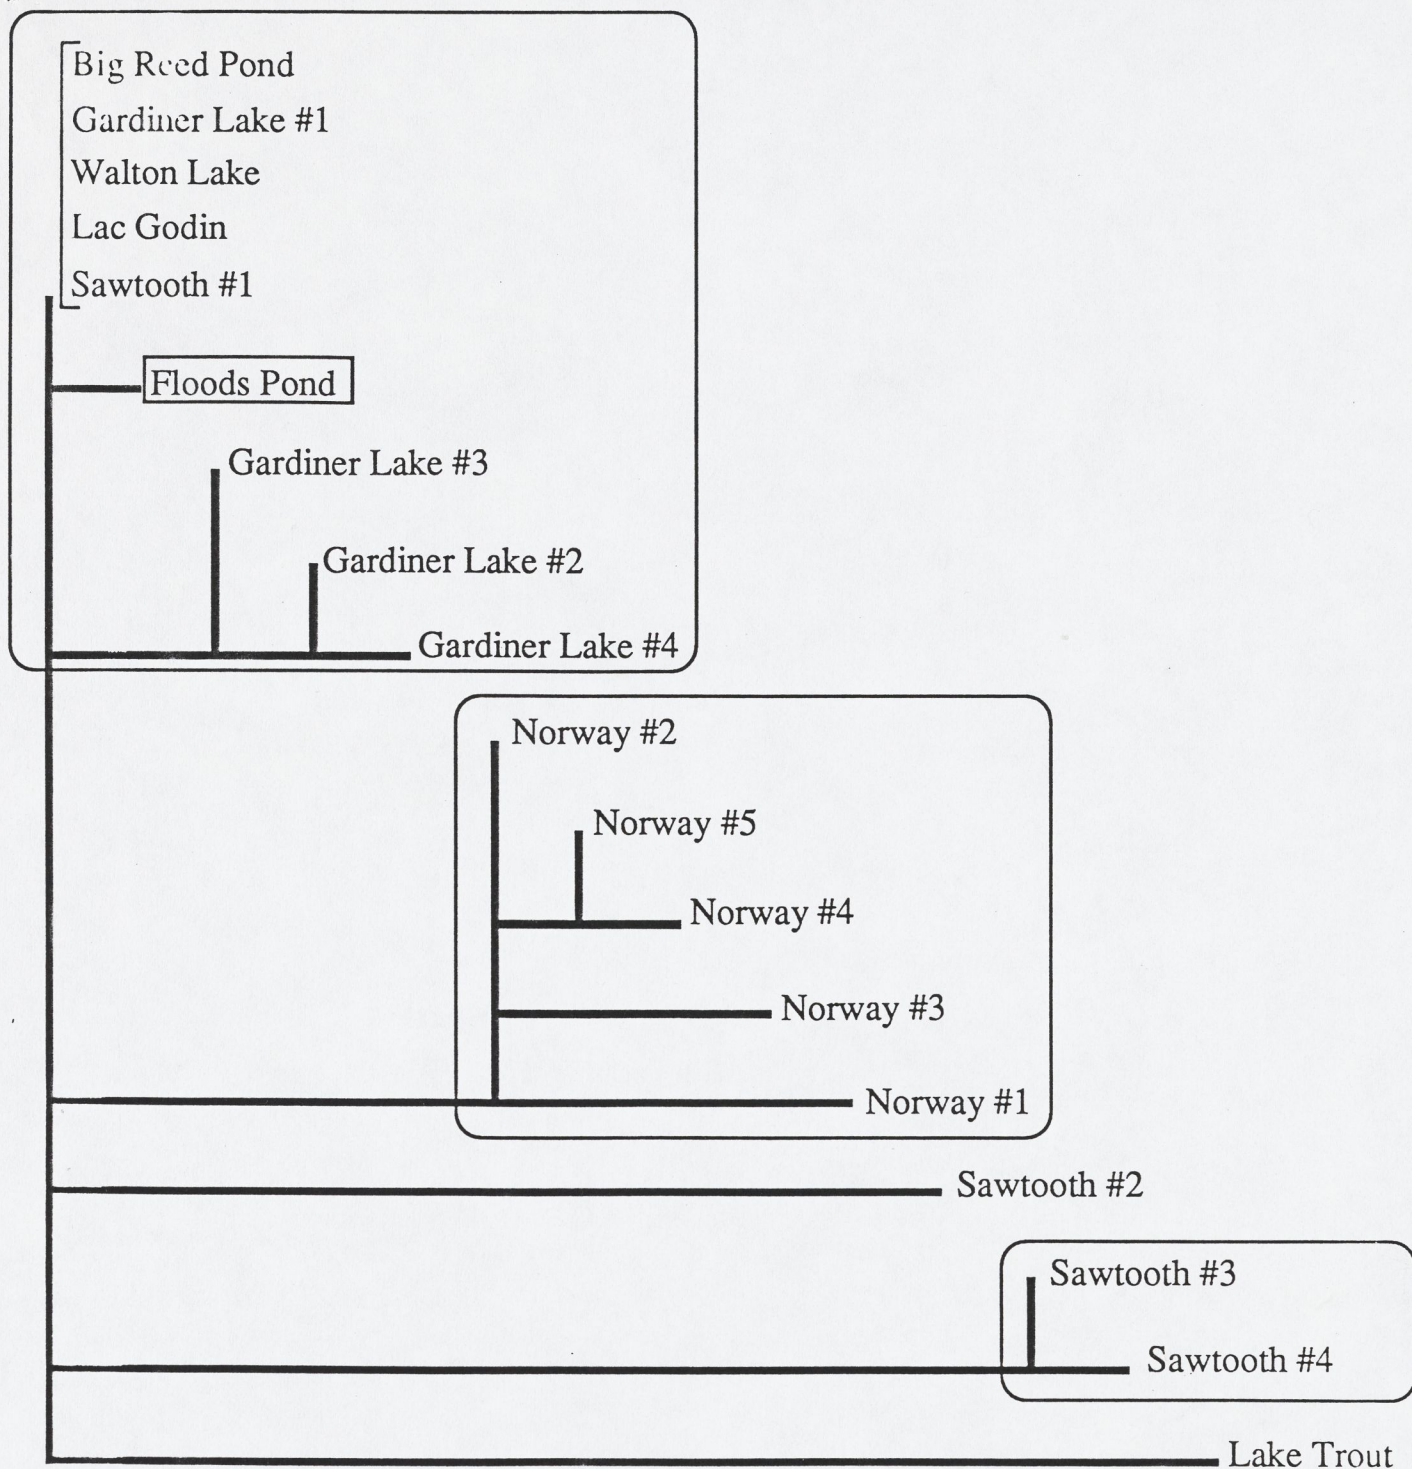 Big Reed Pond
Gardiner Lake #1
Walton Lake
Lac Godin
Sawtooth #1
Floods Pond
Gardiner Lake #3
Gardiner Lake #2
Gardiner Lake #4
Norway #2
Norway #5
Norway #4
Norway #3
Norway #1
Sawtooth #2
Sawtooth #3
Sawtooth #4
Lake Trout